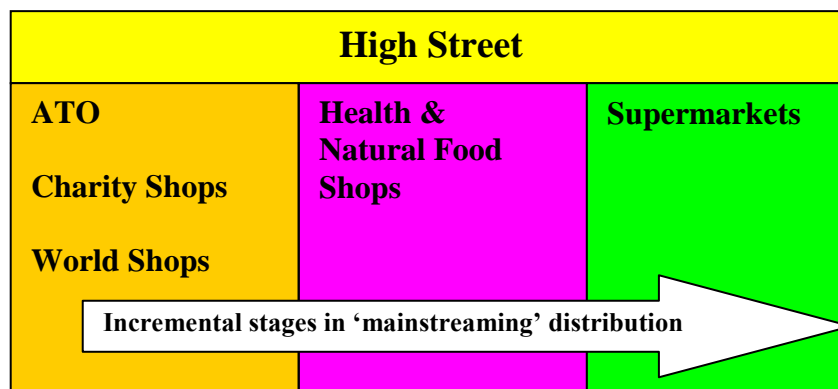 High Street
ATO
Charity Shops
World Shops
Health &
Natural Food
Shops
Supermarkets
Incremental stages in ‘mainstreaming’ distribution